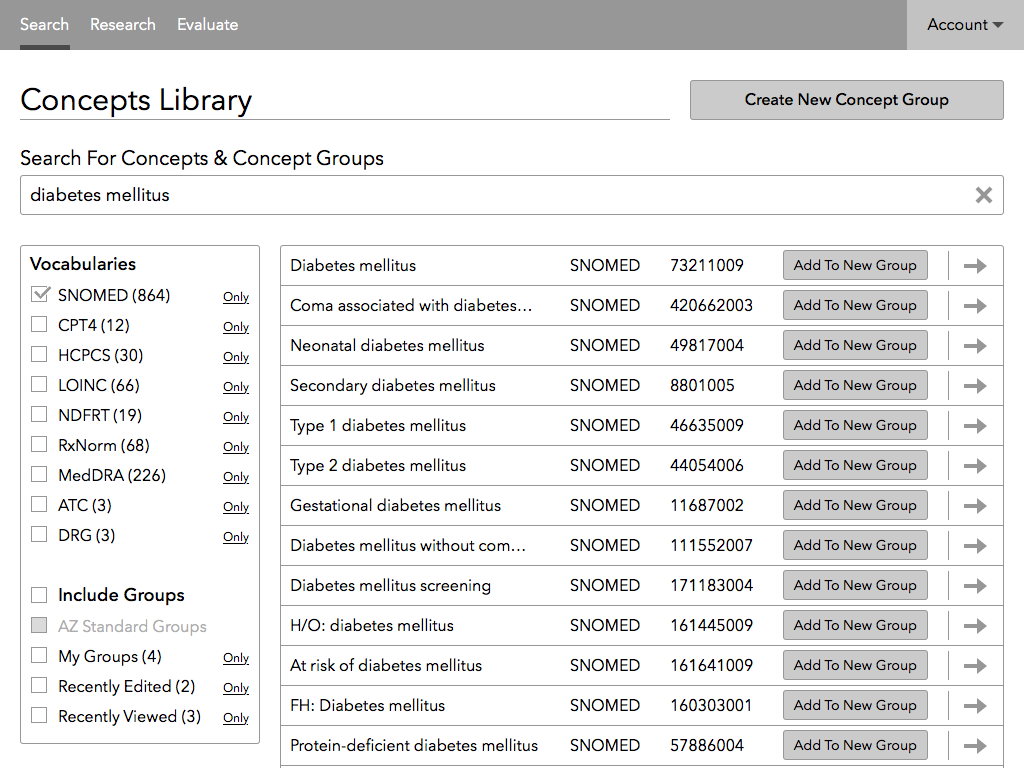 Search Research Evaluate Account
Concepts Library
Create New Concept Group
Search For Concepts & Concept Groups
diabetes mellitus
Vocabularies
SNOMED (864) Only
CPT4 (12) Only
HCPCS (30) Only
LOINC (66) Only
NDFRT (19) Only
RxNorm (68) Only
MedDRA (226) Only
ATC (3) Only
DRG (3) Only
Include Groups
AZ Standard Groups
My Groups (4) Only
Recently Edited (2) Only
Recently Viewed (3) Only
Diabetes mellitus SNOMED 73211009 Add To New Group
Coma associated with diabetes… SNOMED 420662003 Add To New Group
Neonatal diabetes mellitus SNOMED 49817004 Add To New Group
Secondary diabetes mellitus SNOMED 8801005 Add To New Group
Type 1 diabetes mellitus SNOMED 46635009 Add To New Group
Type 2 diabetes mellitus SNOMED 44054006 Add To New Group
Gestational diabetes mellitus SNOMED 11687002 Add To New Group
Diabetes mellitus without com… SNOMED 111552007 Add To New Group
Diabetes mellitus screening SNOMED 171183004 Add To New Group
H/O: diabetes mellitus SNOMED 161445009 Add To New Group
At risk of diabetes mellitus SNOMED 161641009 Add To New Group
FH: Diabetes mellitus SNOMED 160303001 Add To New Group
Protein-deficient diabetes mellitus SNOMED 57886004 Add To New Group